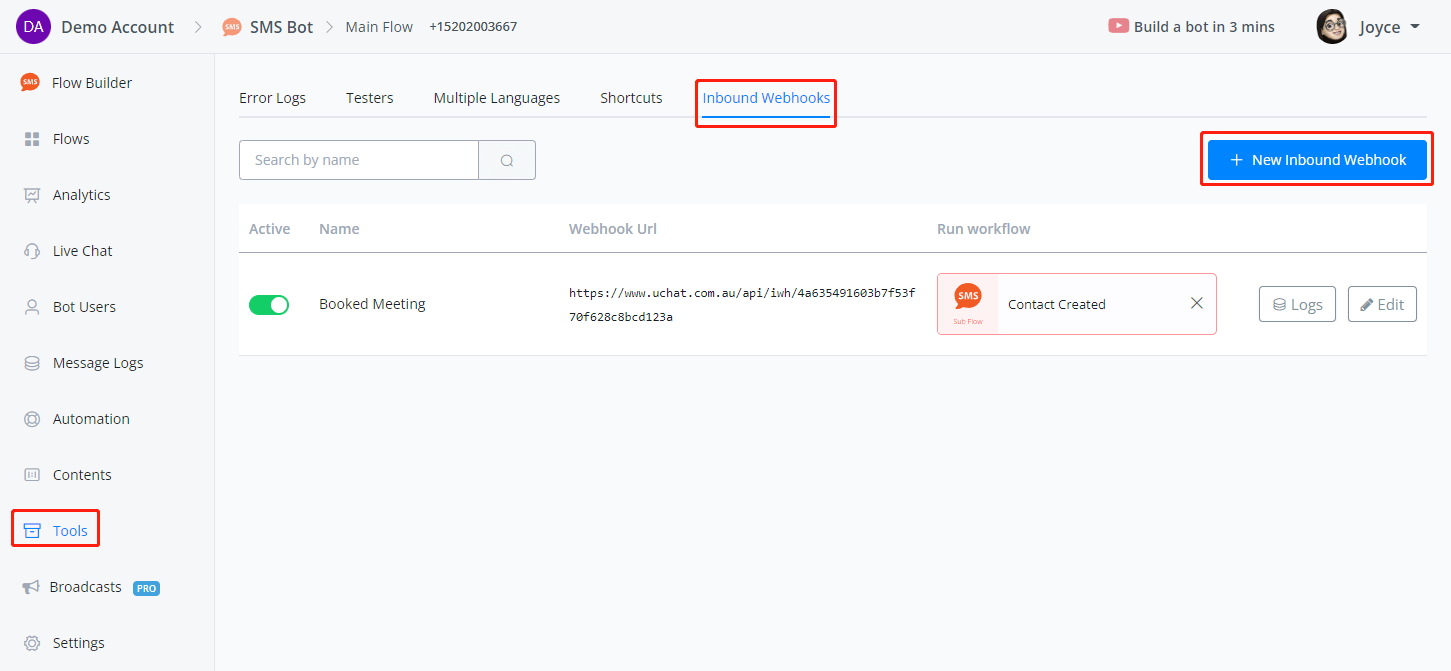 DA Demo Account SMS SMS Bot Main Flow +15202003667 Build a bot in 3 mins Joyce
SMS Flow Builder
Flows
Analytics
Live Chat
Bot Users
Message Logs
Automation
Contents
Tools
Broadcasts PRO
Settings
Error Logs Testers Multiple Languages Shortcuts Inbound Webhooks
Search by name
+ New Inbound Webhook
Active Name Webhook Url Run workflow
Booked Meeting
https://www.uchat.com.au/api/iwh/4a635491603b7f53f
70f628c8bcd123a
SMS
Sub Flow
Contact Created
Logs Edit